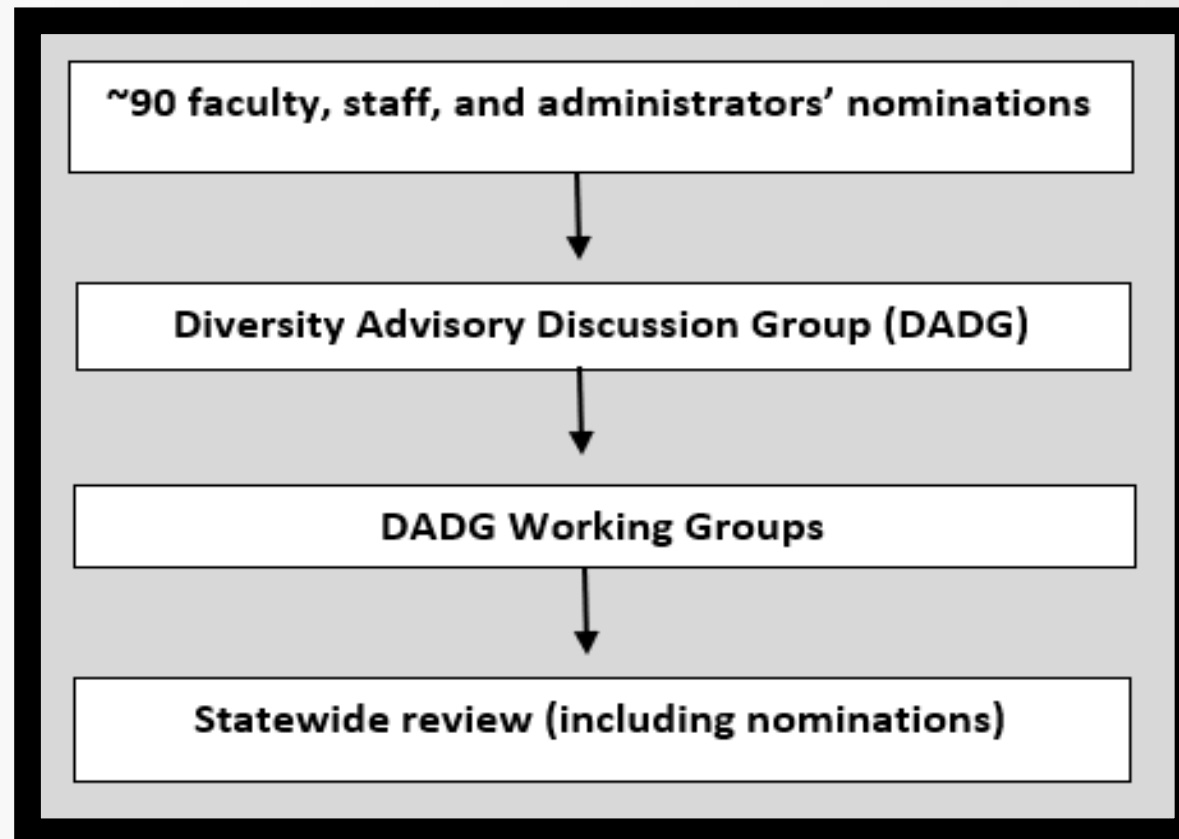 ~90 faculty, staff, and administrators’ nominations
Diversity Advisory Discussion Group (DADG)
DADG Working Groups
Statewide review (including nominations)